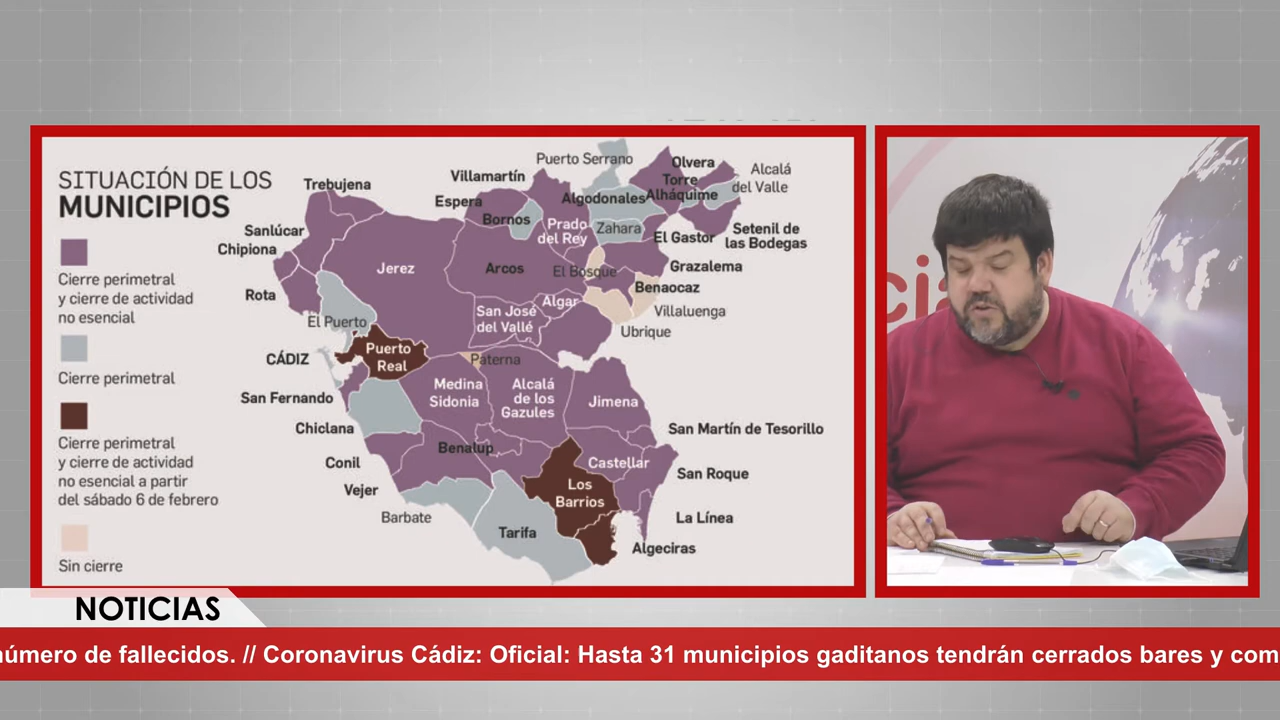 SITUACIÓN DE LOS
MUNICIPIOS
Cierre perimetral
y cierre de actividad
no esencial
Cierre perimetral
Cierre perimetral
y cierre de actividad
no esencial a partir
del sábado 6 de febrero
Sin cierre
Puerto Serrano
Olvera
Alcalá
del Valle
Torre
Alháquime
Villamartín
Trebujena
Algodonales
Espera
Bornos
Prado
del Rey
Zahara
Setenil de
las Bodegas
El Gastor
Sanlúcar
Chipiona
Jerez
Arcos
El Bosque
Grazalema
Benaocaz
Rota
Algar
Villaluenga
San José
del Vallé
El Puerto
Ubrique
CÁDIZ
Puerto
Real
Paterna
Medina
Sidonia
Alcalá
de los
Gazules
Jimena
San Fernando
Chiclana
San Martín de Tesorillo
Benalup
Conil
Castellar
San Roque
Vejer
Los
Barrios
Barbate
Tarifa
La Línea
Algeciras
NOTICIAS
número de fallecidos. // Coronavirus Cádiz: Oficial: Hasta 31 municipios gaditanos tendrán cerrados bares y com